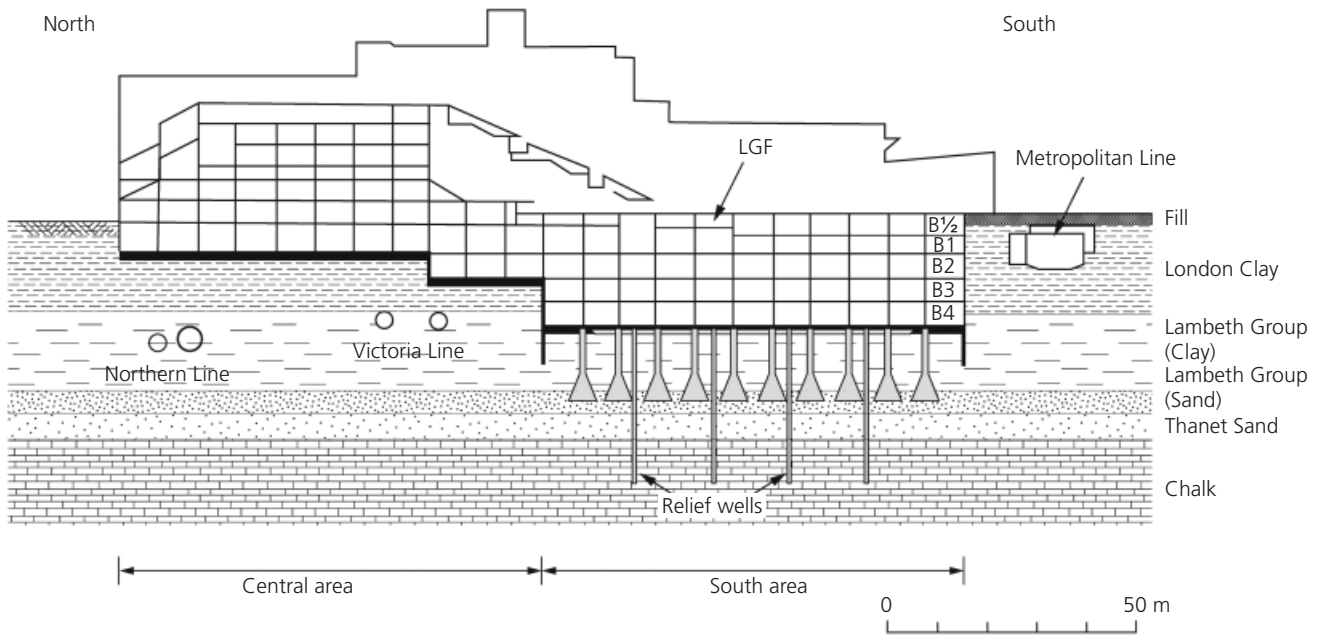 North
South
LGF
Metropolitan Line
Fill
B½
B1
B2
B3
B4
London Clay
Victoria Line
Northern Line
Lambeth Group
(Clay)
Lambeth Group
(Sand)
Thanet Sand
Chalk
Relief wells
Central area
South area
0
50 m